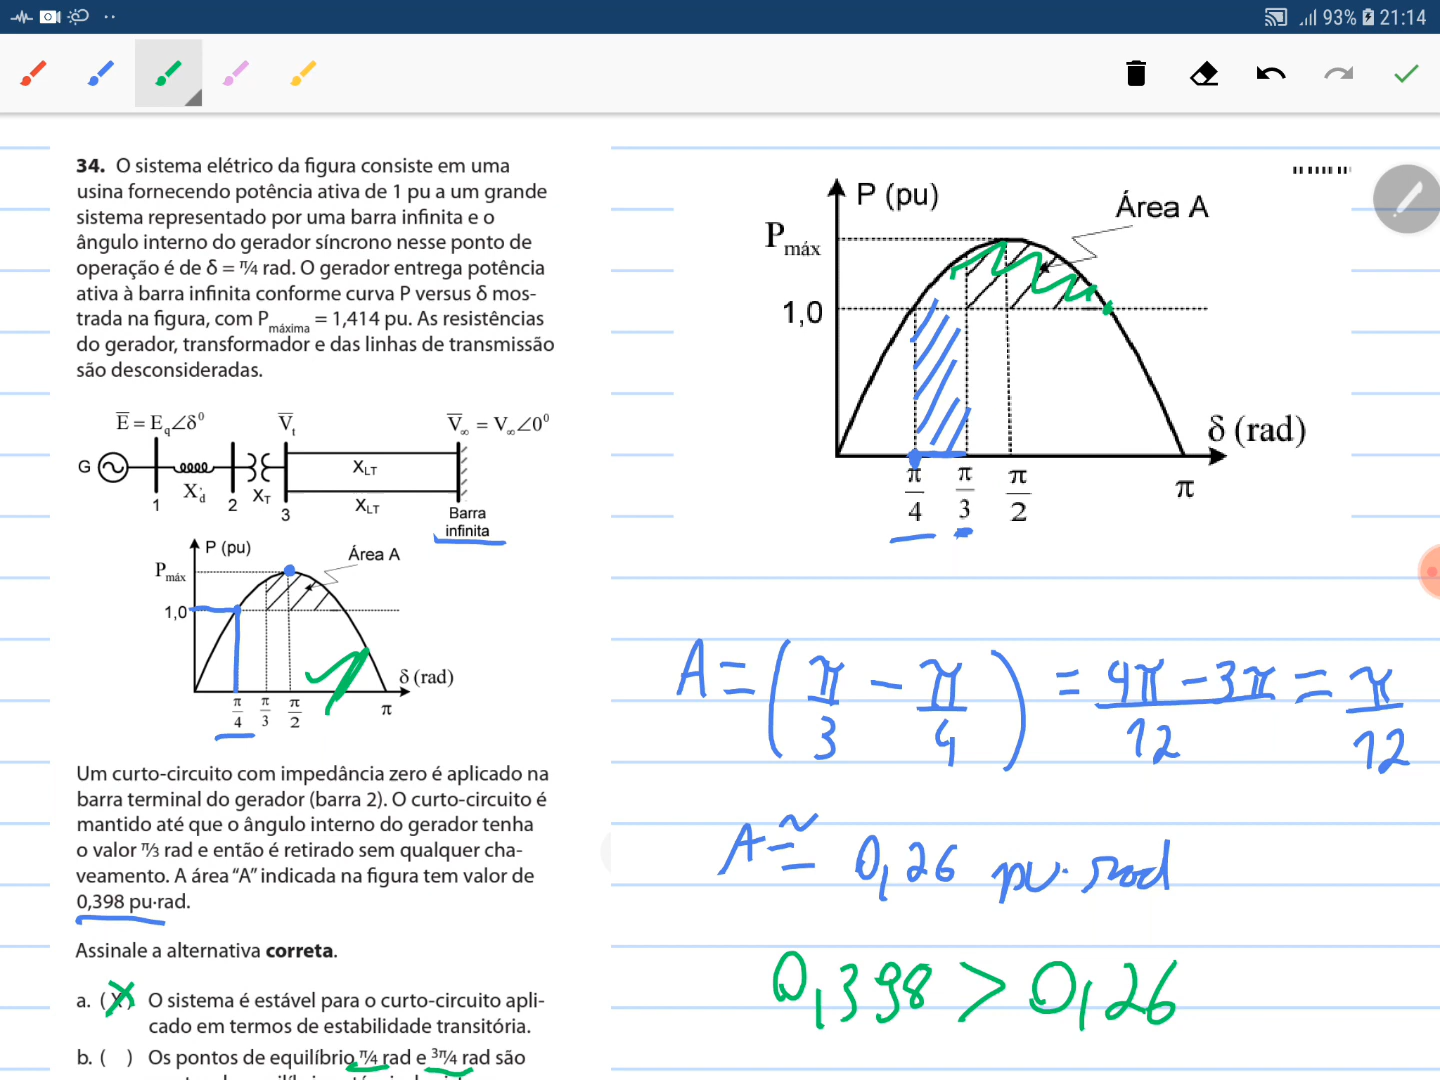 93% 21:14
34. O sistema elétrico da figura consiste em uma
usina fornecendo potência ativa de 1 pu a um grande
sistema representado por uma barra infinita e o
ângulo interno do gerador síncrono nesse ponto de
operação é de δ = π/4 rad. O gerador entrega potência
ativa à barra infinita conforme curva P versus δ mos-
trada na figura, com Pmáxima = 1,414 pu. As resistências
do gerador, transformador e das linhas de transmissão
são desconsideradas.
E̅ = Eq∠δ⁰ V̅t V̅∞ = V∞∠0⁰
G X'd XT XLT
1 2 3 XLT Barra
infinita
P (pu) Área A
Pmáx
1,0
δ (rad)
π/4 π/3 π/2 π
Um curto-circuito com impedância zero é aplicado na
barra terminal do gerador (barra 2). O curto-circuito é
mantido até que o ângulo interno do gerador tenha
o valor π/3 rad e então é retirado sem qualquer cha-
veamento. A área “A” indicada na figura tem valor de
0,398 pu·rad.
Assinale a alternativa correta.
a. (X) O sistema é estável para o curto-circuito apli-
cado em termos de estabilidade transitória.
b. ( ) Os pontos de equilíbrio π/4 rad e 3π/4 rad são
P (pu) Área A
Pmáx
1,0
δ (rad)
π/4 π/3 π/2 π
A = (π/3 − π/4) = 4π − 3π/12 = π/12
A ≅ 0,26 pu·rad
0,398 > 0,26